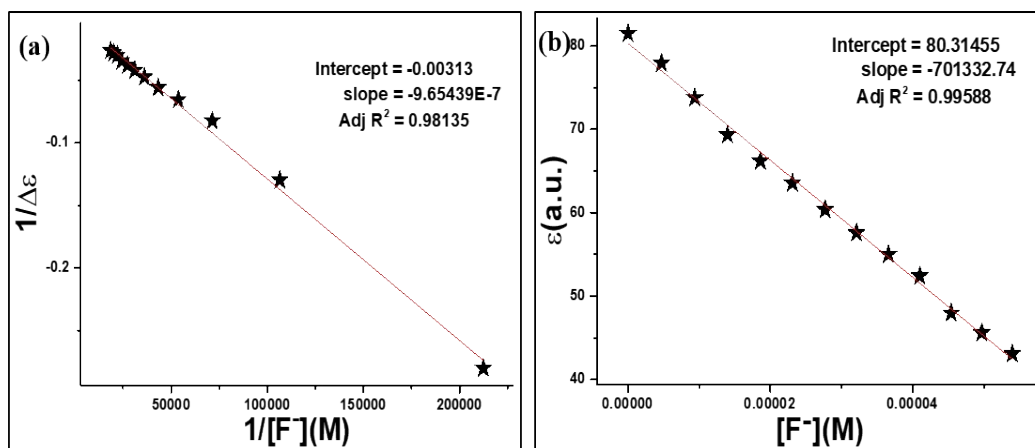 (a)
Intercept = -0.00313
slope = -9.65439E-7
Adj R² = 0.98135
1/Δε
-0.1
-0.2
50000 100000 150000 200000
1/[F⁻](M)
(b)
Intercept = 80.31455
slope = -701332.74
Adj R² = 0.99588
ε(a.u.)
80
70
60
50
40
0.00000 0.00002 0.00004
[F⁻](M)